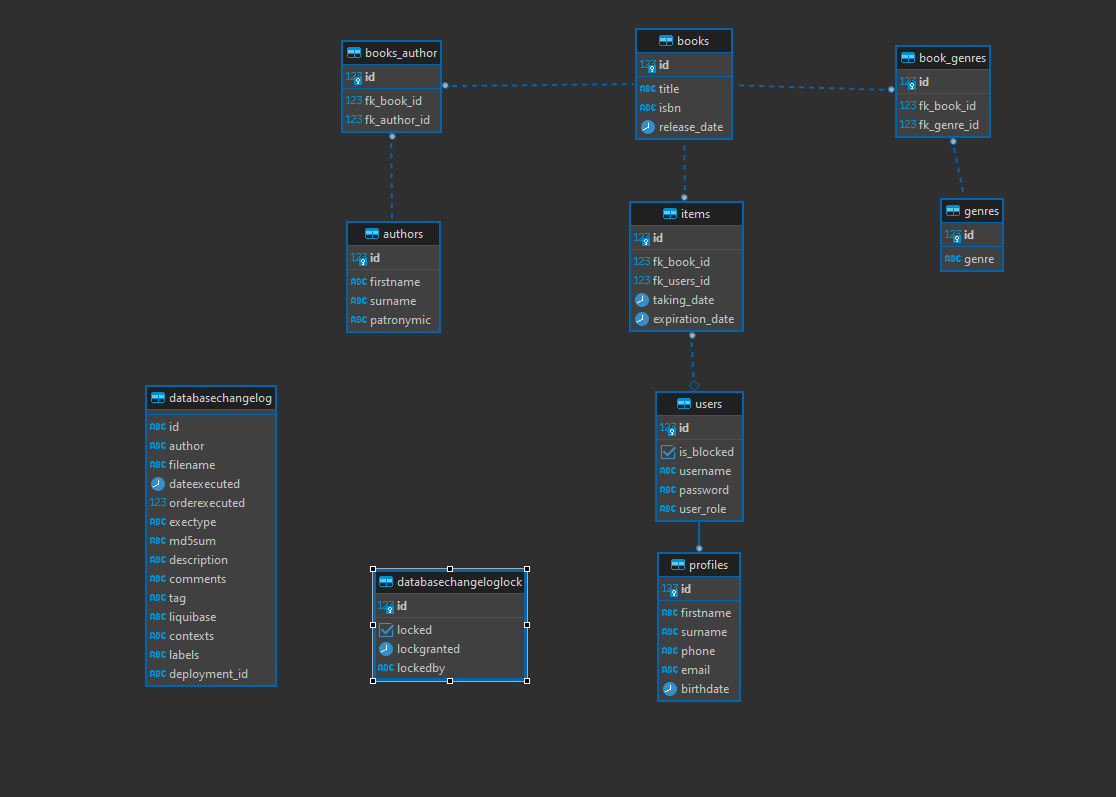 books_author
123 id
123 fk_book_id
123 fk_author_id
books
123 id
ABC title
ABC isbn
release_date
book_genres
123 id
123 fk_book_id
123 fk_genre_id
authors
123 id
ABC firstname
ABC surname
ABC patronymic
items
123 id
123 fk_book_id
123 fk_users_id
taking_date
expiration_date
genres
123 id
ABC genre
databasechangelog
ABC id
ABC author
ABC filename
dateexecuted
123 orderexecuted
ABC exectype
ABC md5sum
ABC description
ABC comments
ABC tag
ABC liquibase
ABC contexts
ABC labels
ABC deployment_id
databasechangeloglock
123 id
locked
lockgranted
ABC lockedby
users
123 id
is_blocked
ABC username
ABC password
ABC user_role
profiles
123 id
ABC firstname
ABC surname
ABC phone
ABC email
birthdate